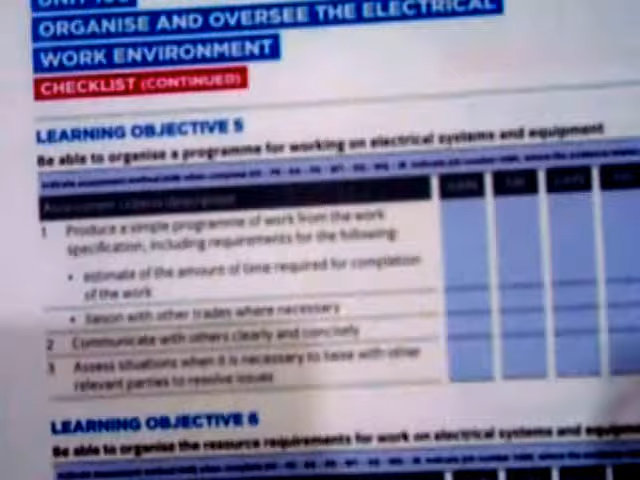 UNIT
ORGANISE AND OVERSEE THE ELECTRICAL
WORK ENVIRONMENT
CHECKLIST (CONTINUED)
LEARNING OBJECTIVE 5
Be able to organise a programme for working on electrical systems and equipment
Assessment criteria description
1 Produce a simple programme of work from the work
specification, including requirements for the following:
• estimate of the amount of time required for completion
of the work
• liaison with other trades where necessary
2 Communicate with others clearly and concisely
3 Assess situations when it is necessary to liaise with other
relevant parties to resolve issues
LEARNING OBJECTIVE 6
Be able to organise the resource requirements for work on electrical systems and